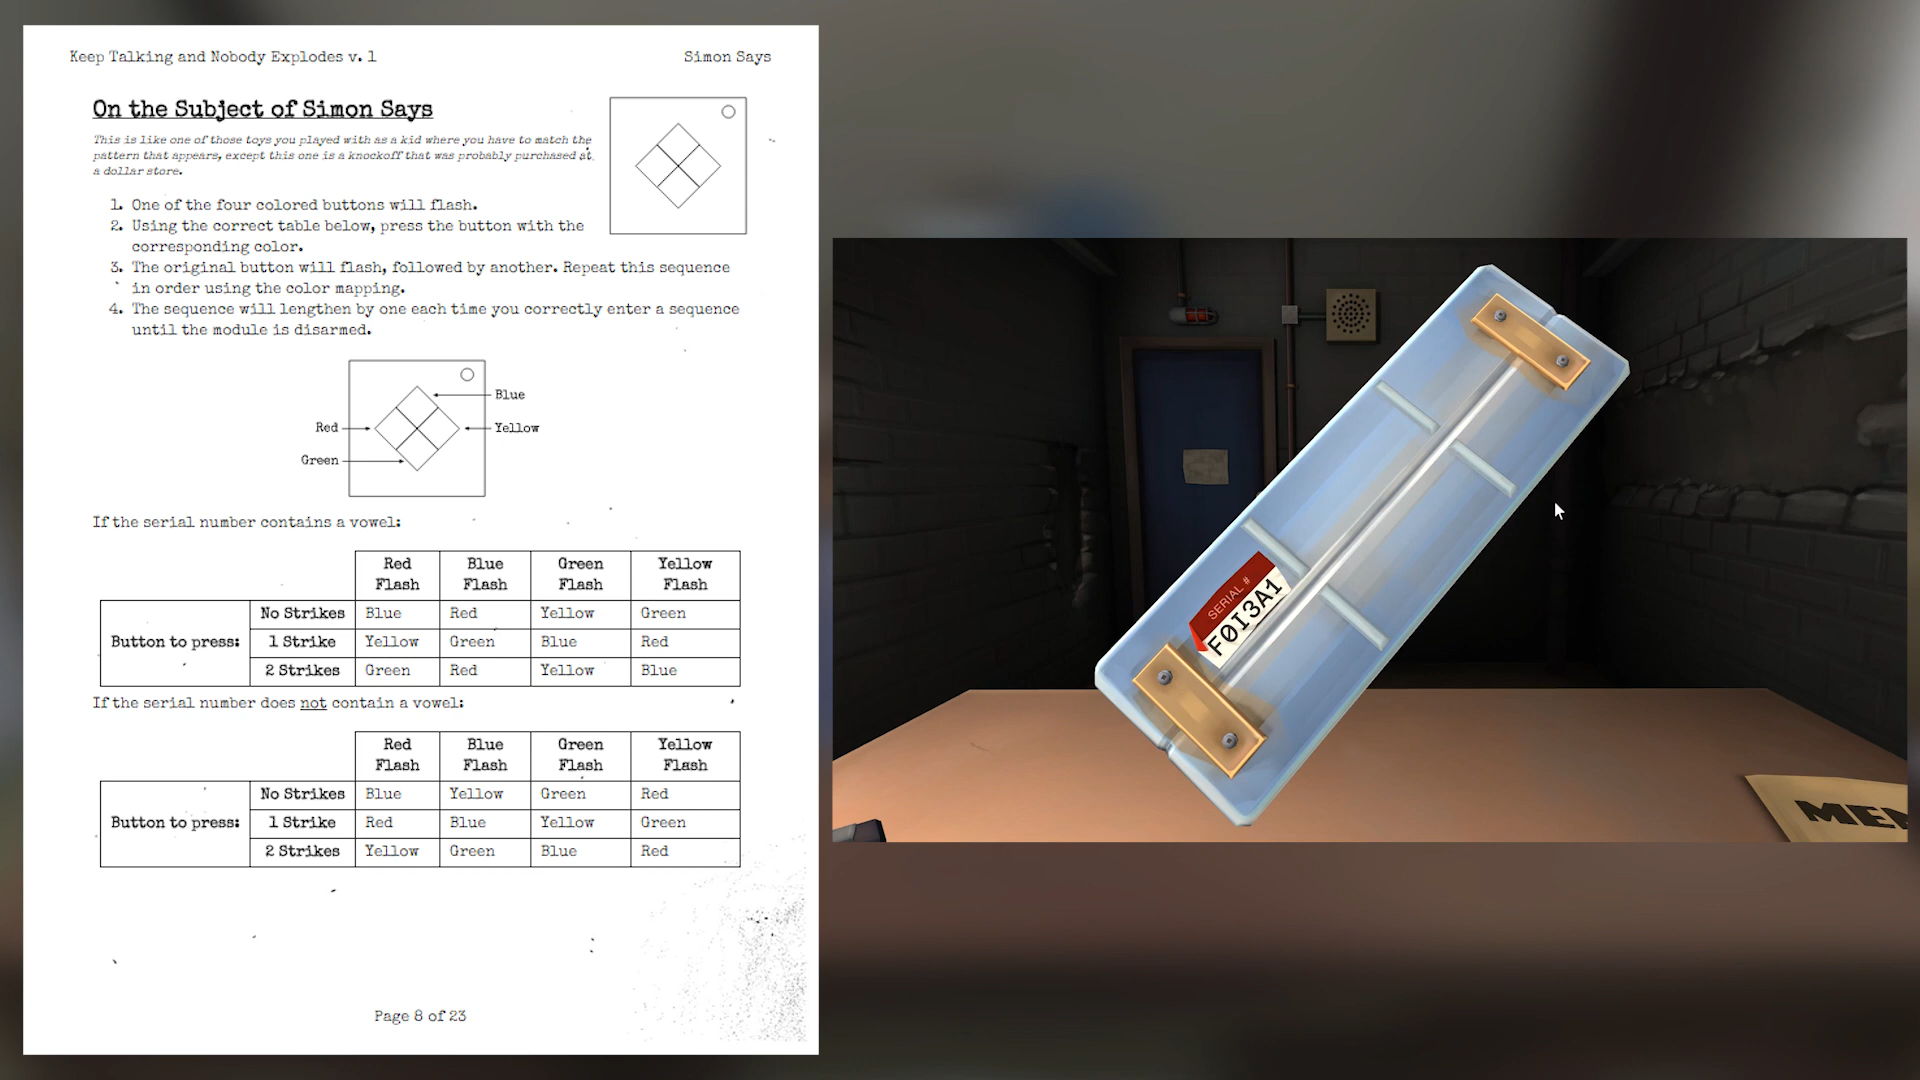 Keep Talking and Nobody Explodes v. 1
Simon Says
On the Subject of Simon Says
This is like one of those toys you played with as a kid where you have to match the
pattern that appears, except this one is a knockoff that was probably purchased at
a dollar store.
1. One of the four colored buttons will flash.
2. Using the correct table below, press the button with the
corresponding color.
3. The original button will flash, followed by another. Repeat this sequence
in order using the color mapping.
4. The sequence will lengthen by one each time you correctly enter a sequence
until the module is disarmed.
Blue
Red
Yellow
Green
If the serial number contains a vowel:
Red Flash Blue Flash Green Flash Yellow Flash
Button to press:
No Strikes Blue Red Yellow Green
1 Strike Yellow Green Blue Red
2 Strikes Green Red Yellow Blue
If the serial number does not contain a vowel:
Red Flash Blue Flash Green Flash Yellow Flash
Button to press:
No Strikes Blue Yellow Green Red
1 Strike Red Blue Yellow Green
2 Strikes Yellow Green Blue Red
Page 8 of 23
SERIAL #
F0I3A1